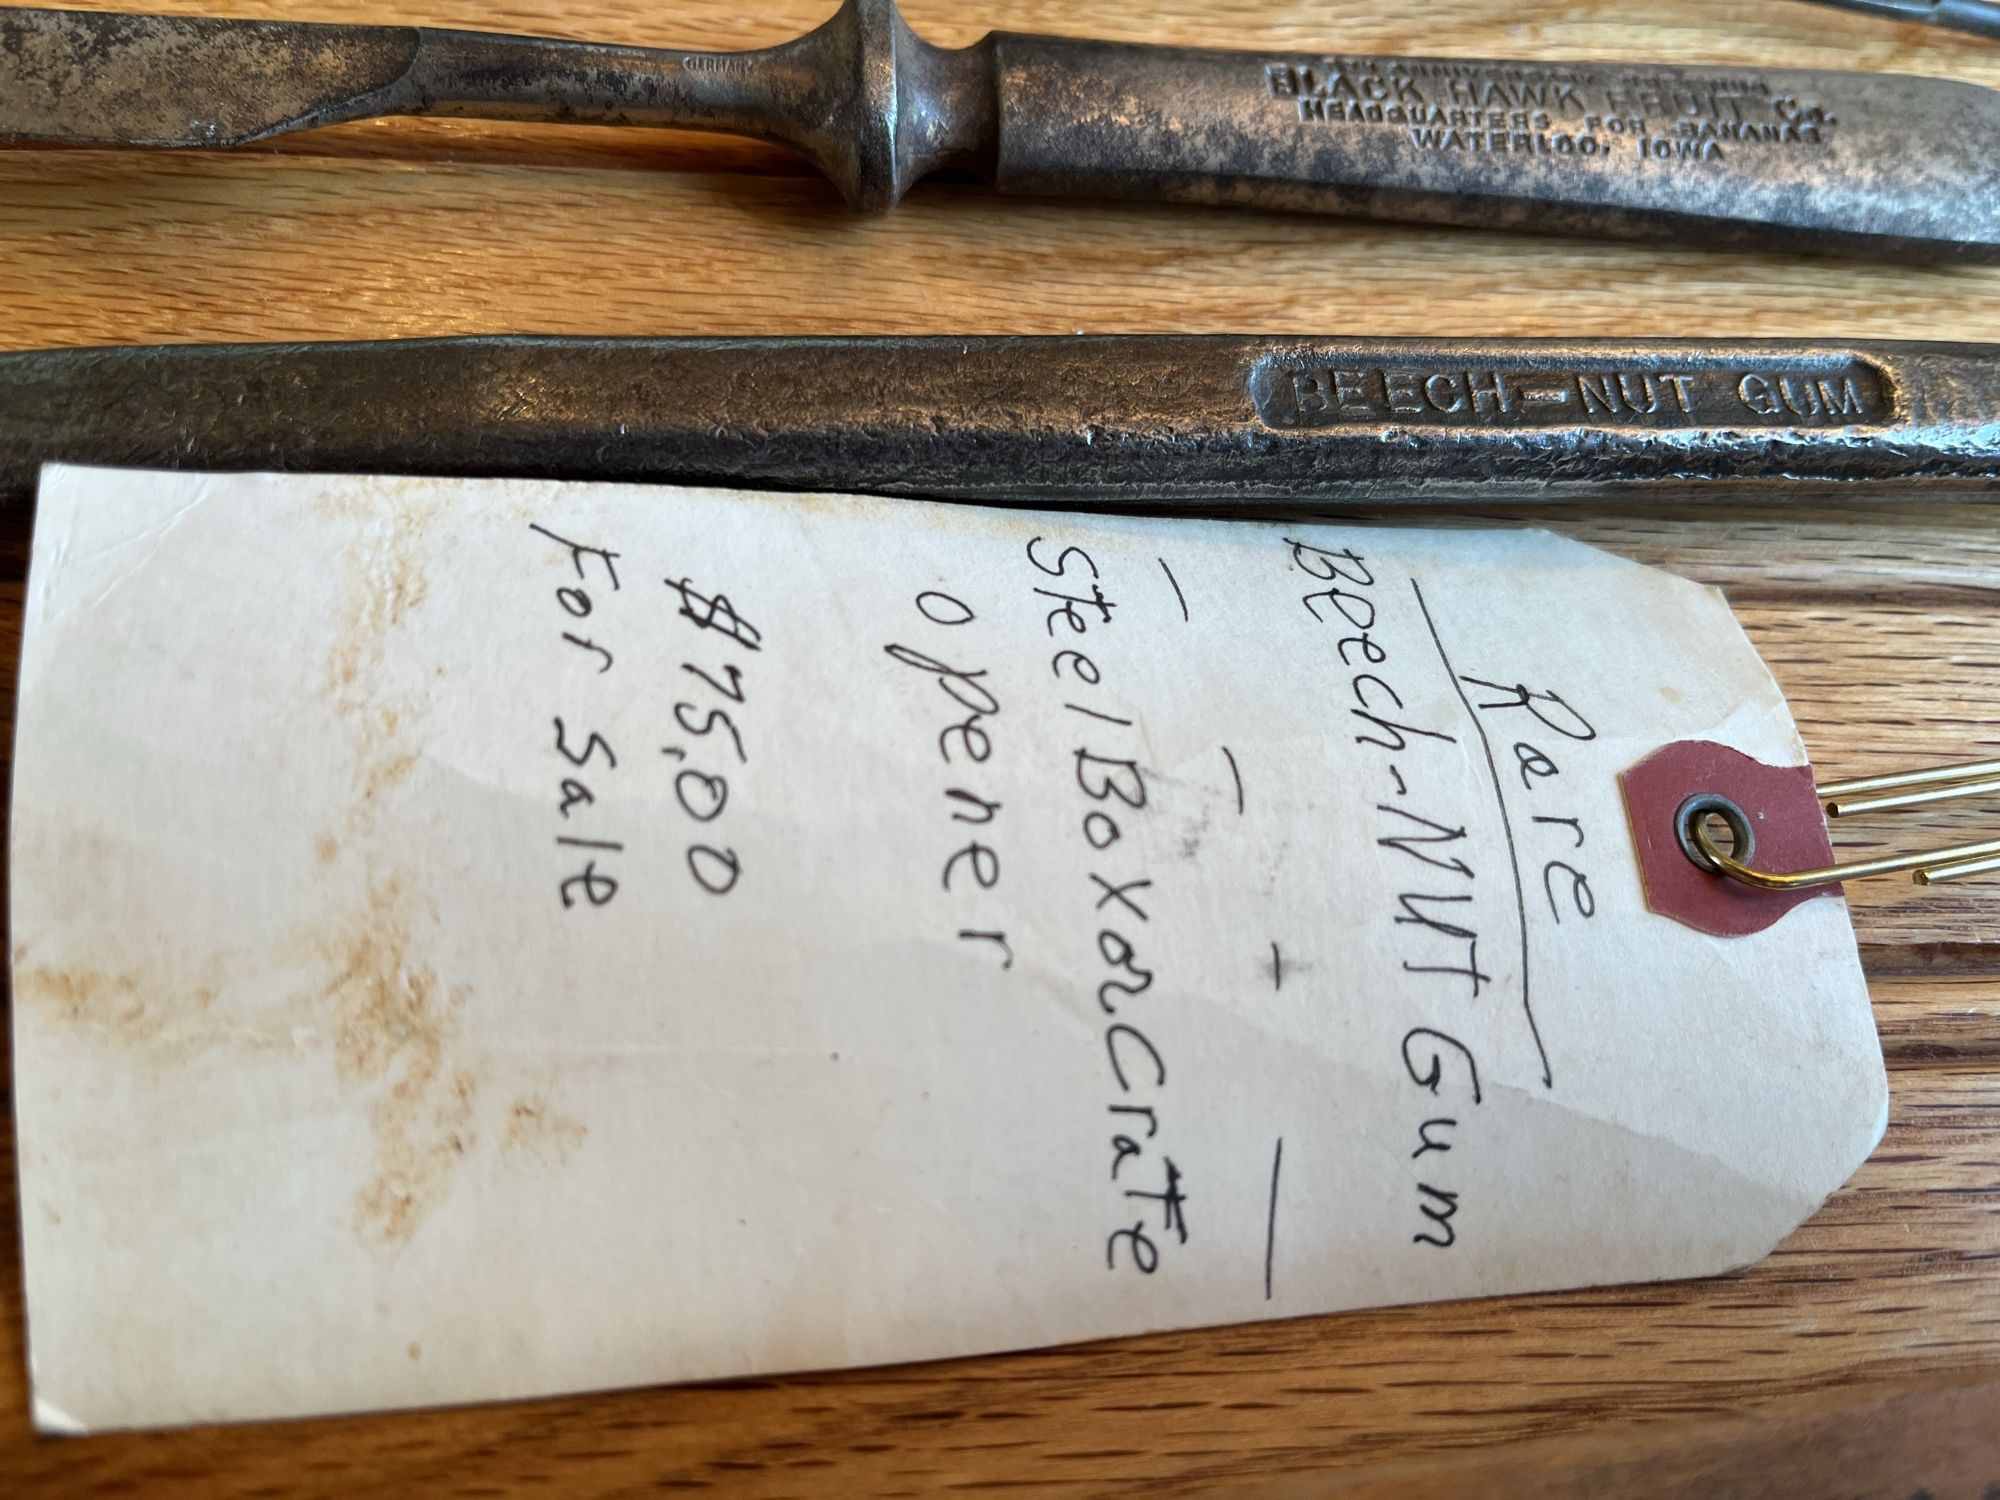 GERMANY
BLACK HAWK FRUIT Co.
HEADQUARTERS FOR BANANAS
WATERLOO, IOWA
BEECH-NUT GUM
Rare
Beech-Nut Gum
Steel Box or Crate
opener
$75.00
For Sale